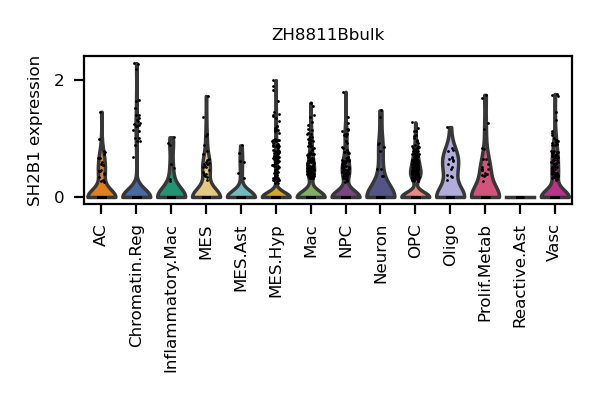 ZH8811Bbulk
SH2B1 expression
2
0
AC
Chromatin.Reg
Inflammatory.Mac
MES
MES.Ast
MES.Hyp
Mac
NPC
Neuron
OPC
Oligo
Prolif.Metab
Reactive.Ast
Vasc